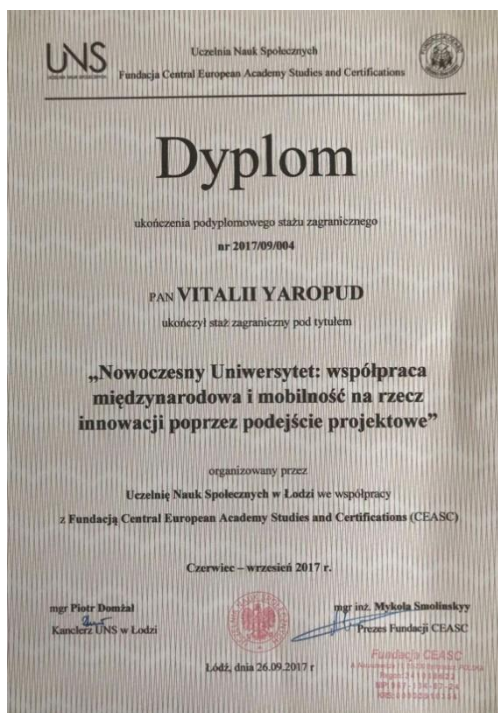 UNS
Uczelnia Nauk Społecznych
Fundacja Central European Academy Studies and Certifications
Dyplom
ukończenia podyplomowego stażu zagranicznego
nr 2017/09/004
PAN VITALII YAROPUD
ukończył staż zagraniczny pod tytułem
„Nowoczesny Uniwersytet: współpraca
międzynarodowa i mobilność na rzecz
innowacji poprzez podejście projektowe”
organizowany przez
Uczelnię Nauk Społecznych w Łodzi we współpracy
z Fundacją Central European Academy Studies and Certifications (CEASC)
Czerwiec – wrzesień 2017 r.
mgr Piotr Domżał
Kanclerz UNS w Łodzi
mgr inż. Mykola Smolinskyy
Prezes Fundacji CEASC
Łódź, dnia 26.09.2017 r
Fundacja CEASC